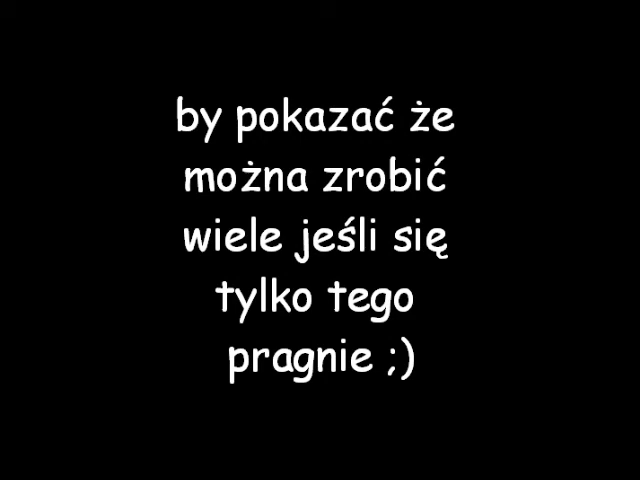 by pokazać że
można zrobić
wiele jeśli się
tylko tego
pragnie ;)